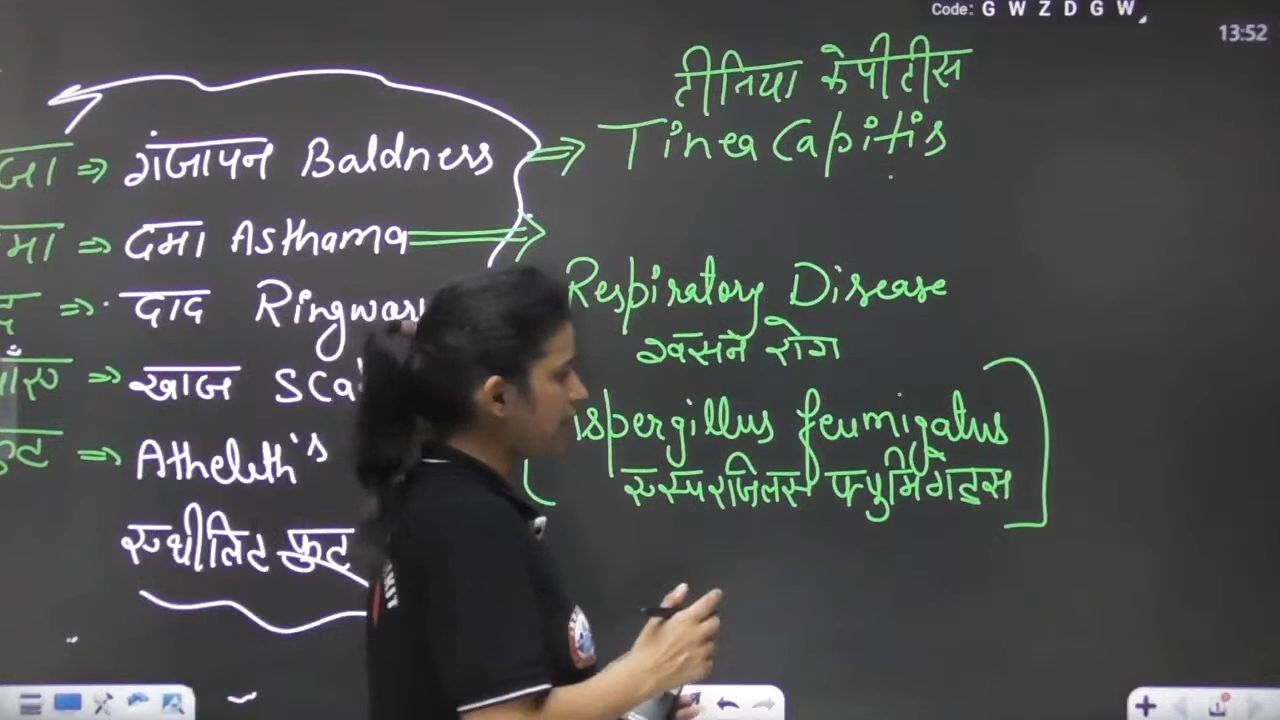 Code: G W Z D G W
13:52
टीनिया केपीटीस
जा ⇒ गंजापन Baldness ⇒ Tinea Capitis
मा ⇒ दमा Asthama ⇒
⇒ दाद Ringwar
Respiratory Disease
श्वसन रोग
⇒ खाज Sca
spergillus feumigatus
एस्परजिलस फ्युमिगेड्स
⇒ Atheleth's
एथीलिट फुट